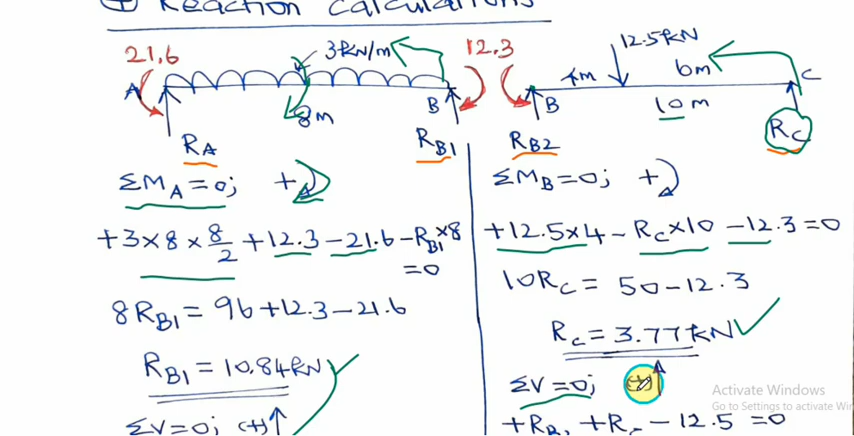 ① Reaction calculations
21.6 3kN/m 12.3 12.5kN
A 4m 6m C
8m B B 10m
RA RB1 RB2 RC
ΣMA=0; +
+3×8×8/2+12.3-21.6-RB1×8
=0
8RB1=96+12.3-21.6
RB1=10.84kN
ΣV=0; (+)↑
ΣMB=0; +
+12.5×4-RC×10-12.3=0
10RC=50-12.3
RC=3.77kN
ΣV=0; (+)
-12.5=0
Activate Windows
Go to Settings to activate Wir